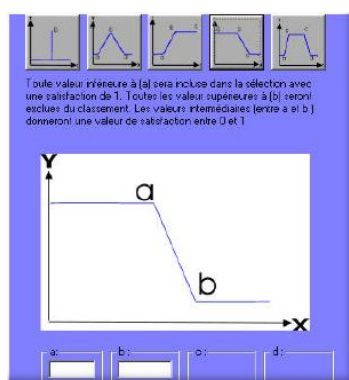 Toute valeur inférieure à (a) sera incluse dans la sélection avec
une satisfaction de 1. Toutes les valeur supérieures à (b) seront
exclues du classement. Les valeurs intermédiaires (entre a et b )
donneront une valeur de satisfaction entre 0 et 1
Y
a
b
X
a: b: c: d: